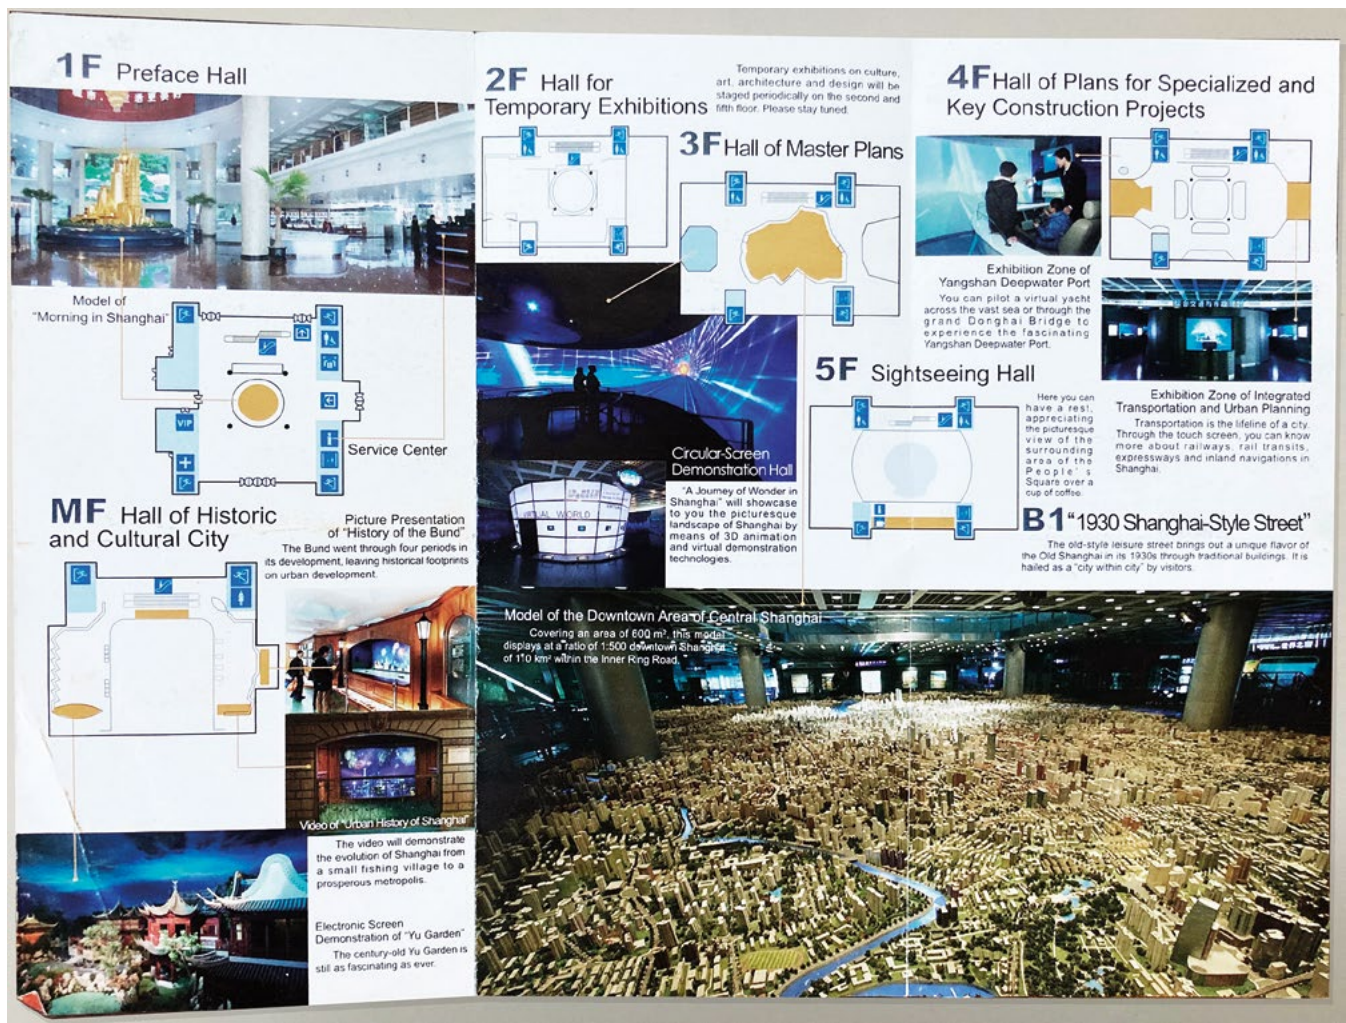 1F Preface Hall
Model of
"Morning in Shanghai"
VIP
Service Center
MF Hall of Historic
and Cultural City
Picture Presentation
of "History of the Bund"
The Bund went through four periods in
its development, leaving historical footprints
on urban development.
Video of "Urban History of Shanghai"
The video will demonstrate
the evolution of Shanghai from
a small fishing village to a
prosperous metropolis.
Electronic Screen
Demonstration of "Yu Garden"
The century-old Yu Garden is
still as fascinating as ever.
2F Hall for
Temporary Exhibitions
Temporary exhibitions on culture,
art, architecture and design will be
staged periodically on the second and
fifth floor. Please stay tuned.
3F Hall of Master Plans
Circular-Screen
Demonstration Hall
VIRTUAL WORLD
"A Journey of Wonder in
Shanghai" will showcase
to you the picturesque
landscape of Shanghai by
means of 3D animation
and virtual demonstration
technologies.
4F Hall of Plans for Specialized and
Key Construction Projects
Exhibition Zone of
Yangshan Deepwater Port
You can pilot a virtual yacht
across the vast sea or through the
grand Donghai Bridge to
experience the fascinating
Yangshan Deepwater Port.
Exhibition Zone of Integrated
Transportation and Urban Planning
Transportation is the lifeline of a city.
Through the touch screen, you can know
more about railways, rail transits,
expressways and inland navigations in
Shanghai.
5F Sightseeing Hall
Here you can
have a rest,
appreciating
the picturesque
view of the
surrounding
area of the
People's
Square over a
cup of coffee.
B1 "1930 Shanghai-Style Street"
The old-style leisure street brings out a unique flavor of
the Old Shanghai in its 1930s through traditional buildings. It is
hailed as a "city within city" by visitors.
Model of the Downtown Area of Central Shanghai
Covering an area of 600 m², this model
displays at a ratio of 1:500 downtown Shanghai
of 110 km² within the Inner Ring Road.